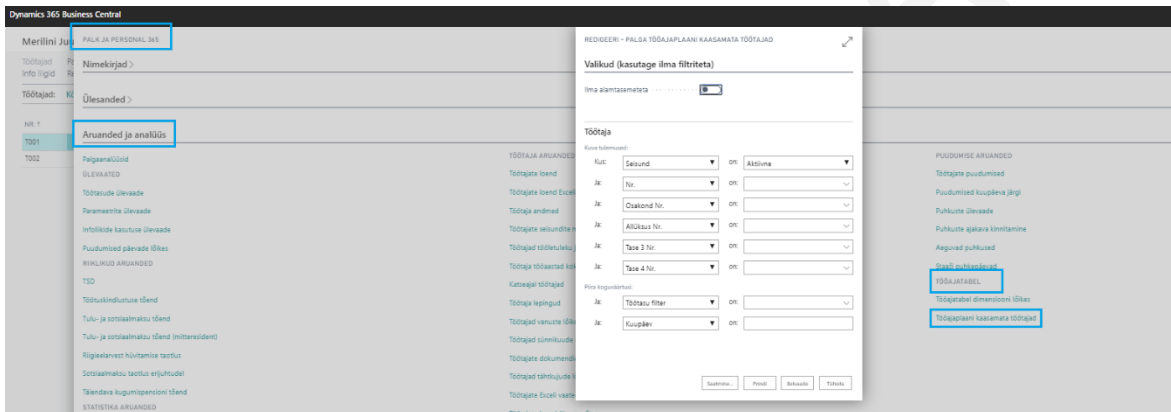 Dynamics 365 Business Central
Merilini Ju
Töötajad
Info liigid
Töötajad:
NR. ↑
T001
T002
PALK JA PERSONAL 365
Nimekirjad >
Ülesanded >
Aruanded ja analüüs
Palgaanalüüsid
ÜLEVAATED
Töötasude ülevaade
Parameetrite ülevaade
Infoliikide kasutuse ülevaade
Puudumised päevade lõikes
RIIKLIKUD ARUANDED
TSD
Töötuskindlustuse tõend
Tulu- ja sotsiaalmaksu tõend
Tulu- ja sotsiaalmaksu tõend (mitteresident)
Riigieelarvest hüvitamise taotlus
Sotsiaalmaksu taotlus erijuhtudel
Täiendava kogumispensioni tõend
STATISTIKA ARUANDED
TÖÖTAJA ARUANDED
Töötajate loend
Töötajate loend Exceli
Töötaja andmed
Töötajate seisundite
Töötajad tööletuleku
Töötaja tööaastad
Katseajal töötajad
Töötaja lepingud
Töötajad vanuste
Töötajad sünnikuude
Töötajate
Töötajad tähtkujude
Töötajate Exceli
REDIGEERI – PALGA TÖÖAJAPLAANI KAASAMATA TÖÖTAJAD
Valikud (kasutage ilma filtriteta)
Ilma alamtasemeteta
Töötaja
Kuva tulemused:
Kus: Seisund on: Aktiivne
Ja: Nr. on:
Ja: Osakond Nr. on:
Ja: Allüksus Nr. on:
Ja: Tase 3 Nr. on:
Ja: Tase 4 Nr. on:
Piira koguväärtusi:
Ja: Töötasu filter on:
Ja: Kuupäev on:
Saatmine... Prindi Eelvaade Tühista
PUUDUMISE ARUANDED
Töötajate puudumised
Puudumised kuupäeva järgi
Puhkuste ülevaade
Puhkuste ajakava kinnitamine
Aeguvad puhkused
Staaži puhkepäevad
TÖÖAJATABEL
Tööajatabel dimensiooni lõikes
Tööajaplaani kaasamata töötajad